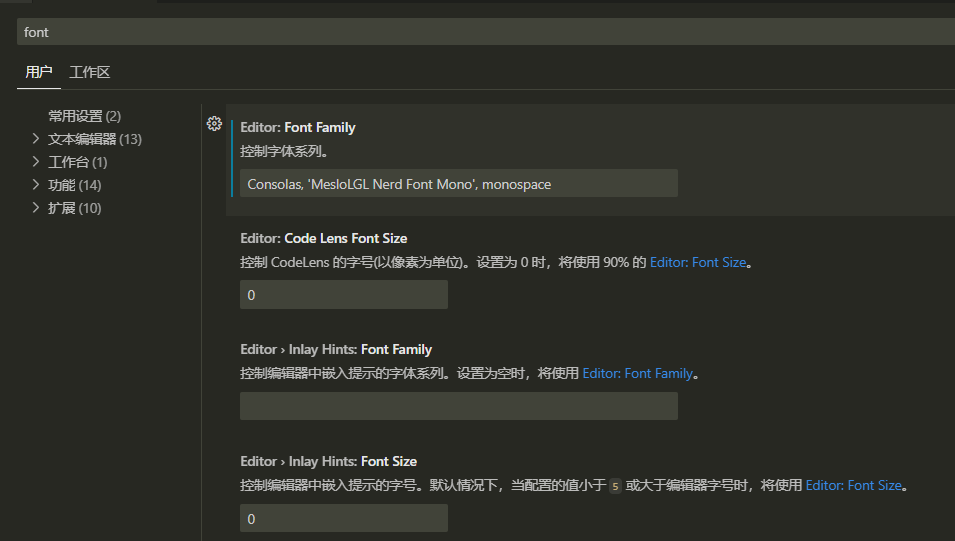 font
用户 工作区
常用设置 (2)
文本编辑器 (13)
工作台 (1)
功能 (14)
扩展 (10)
Editor: Font Family
控制字体系列。
Consolas, 'MesloLGL Nerd Font Mono', monospace
Editor: Code Lens Font Size
控制 CodeLens 的字号(以像素为单位)。设置为 0 时，将使用 90% 的 Editor: Font Size。
0
Editor › Inlay Hints: Font Family
控制编辑器中嵌入提示的字体系列。设置为空时，将使用 Editor: Font Family。
Editor › Inlay Hints: Font Size
控制编辑器中嵌入提示的字号。默认情况下，当配置的值小于 5 或大于编辑器字号时，将使用 Editor: Font Size。
0